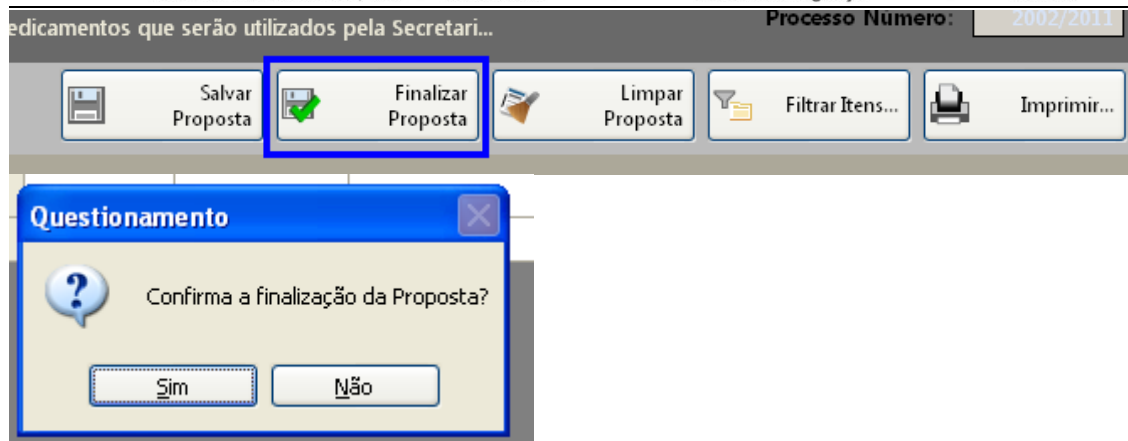 edicamentos que serão utilizados pela Secretari...
Processo Número: 2002/2011
Salvar
Proposta
Finalizar
Proposta
Limpar
Proposta
Filtrar Itens...
Imprimir...
Questionamento
Confirma a finalização da Proposta?
Sim
Não